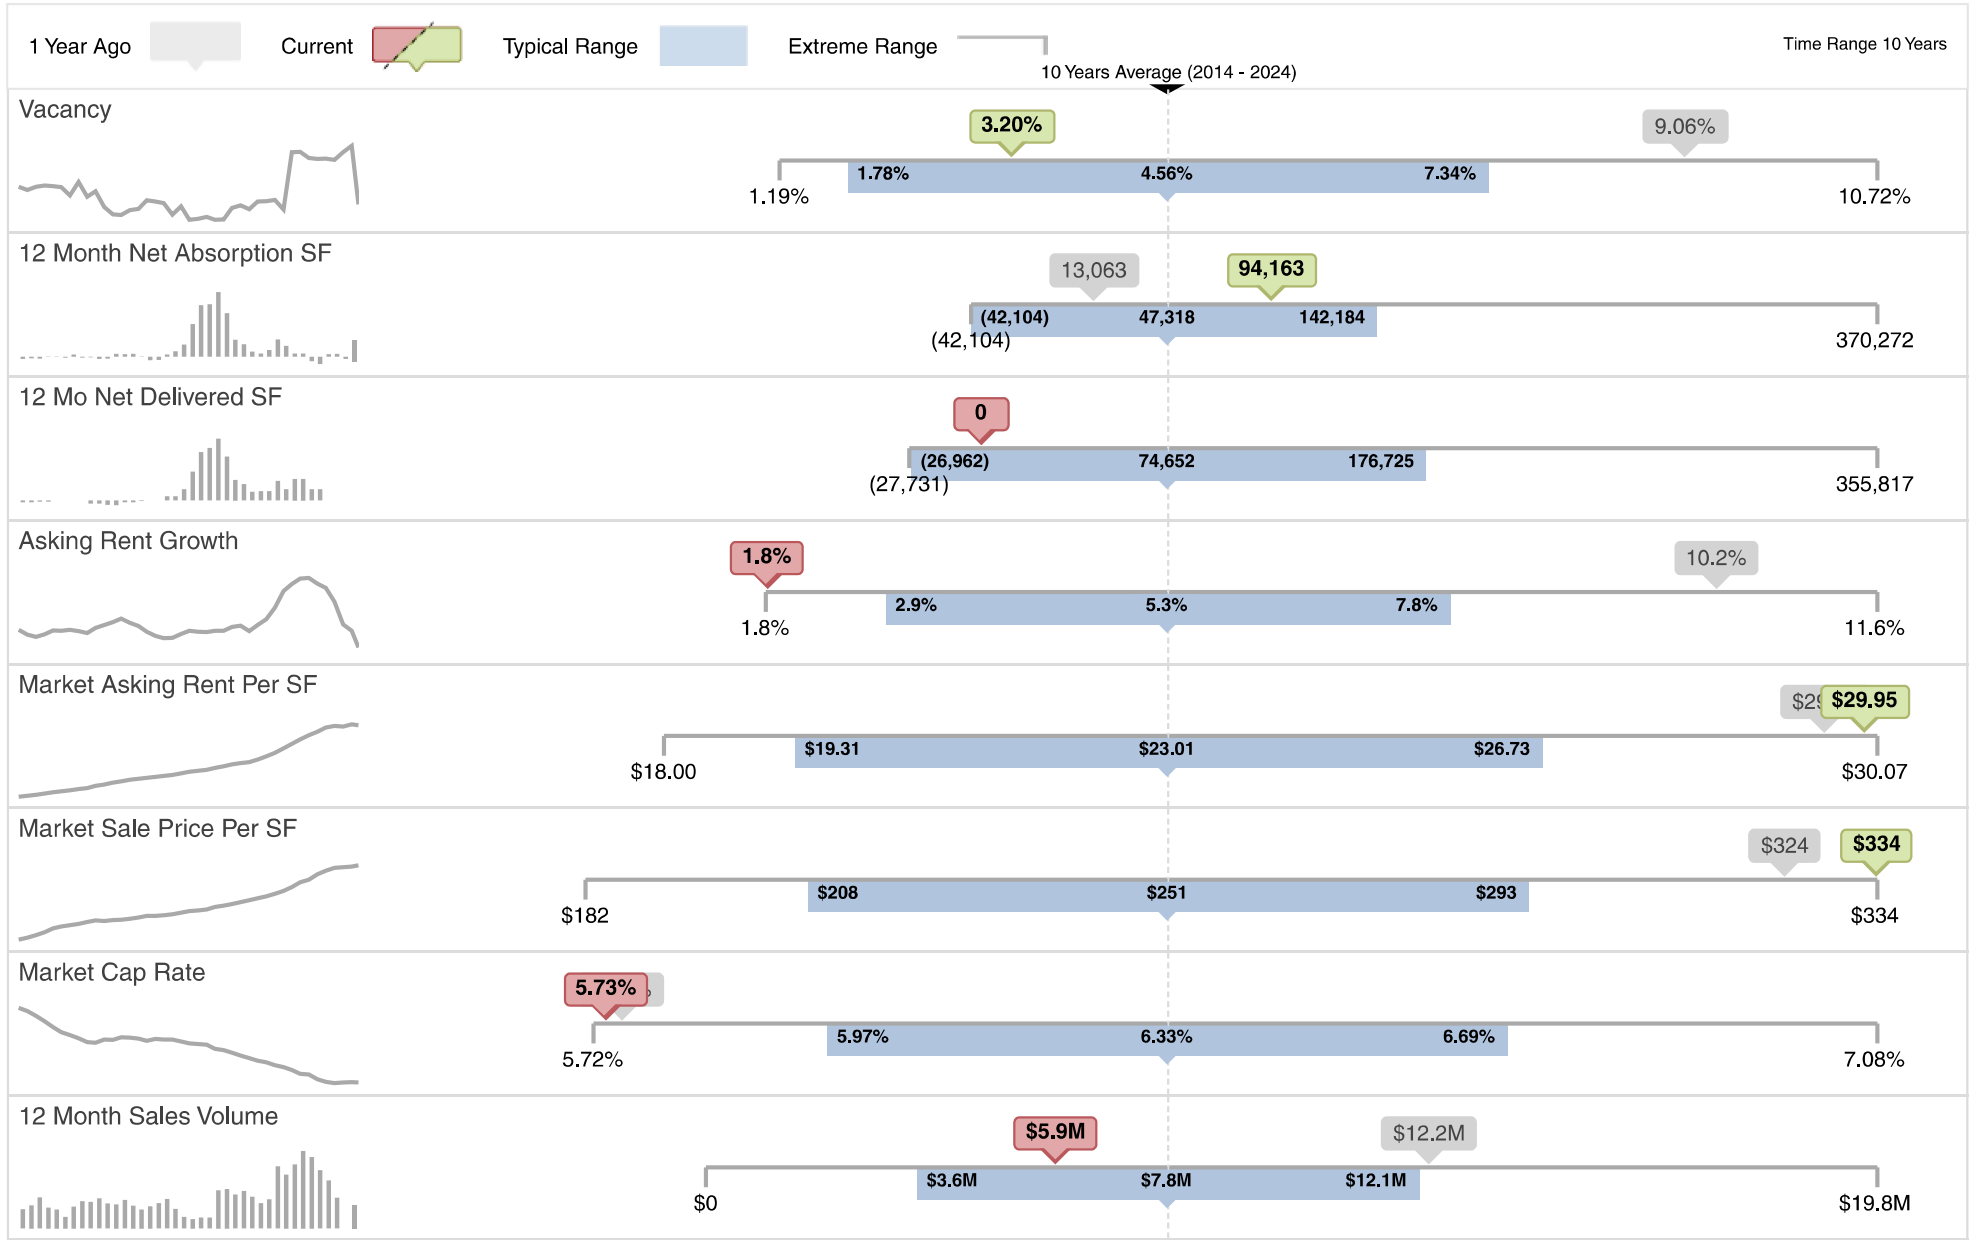 1 Year Ago Current Typical Range Extreme Range Time Range 10 Years
10 Years Average (2014 - 2024)
Vacancy
3.20% 9.06%
1.78% 4.56% 7.34%
1.19% 10.72%
12 Month Net Absorption SF
13,063 94,163
(42,104) 47,318 142,184
(42,104) 370,272
12 Mo Net Delivered SF
0
(26,962) 74,652 176,725
(27,731) 355,817
Asking Rent Growth
1.8% 10.2%
2.9% 5.3% 7.8%
1.8% 11.6%
Market Asking Rent Per SF
$29.95
$19.31 $23.01 $26.73
$18.00 $30.07
Market Sale Price Per SF
$324 $334
$208 $251 $293
$182 $334
Market Cap Rate
5.73%
5.97% 6.33% 6.69%
5.72% 7.08%
12 Month Sales Volume
$5.9M $12.2M
$3.6M $7.8M $12.1M
$0 $19.8M